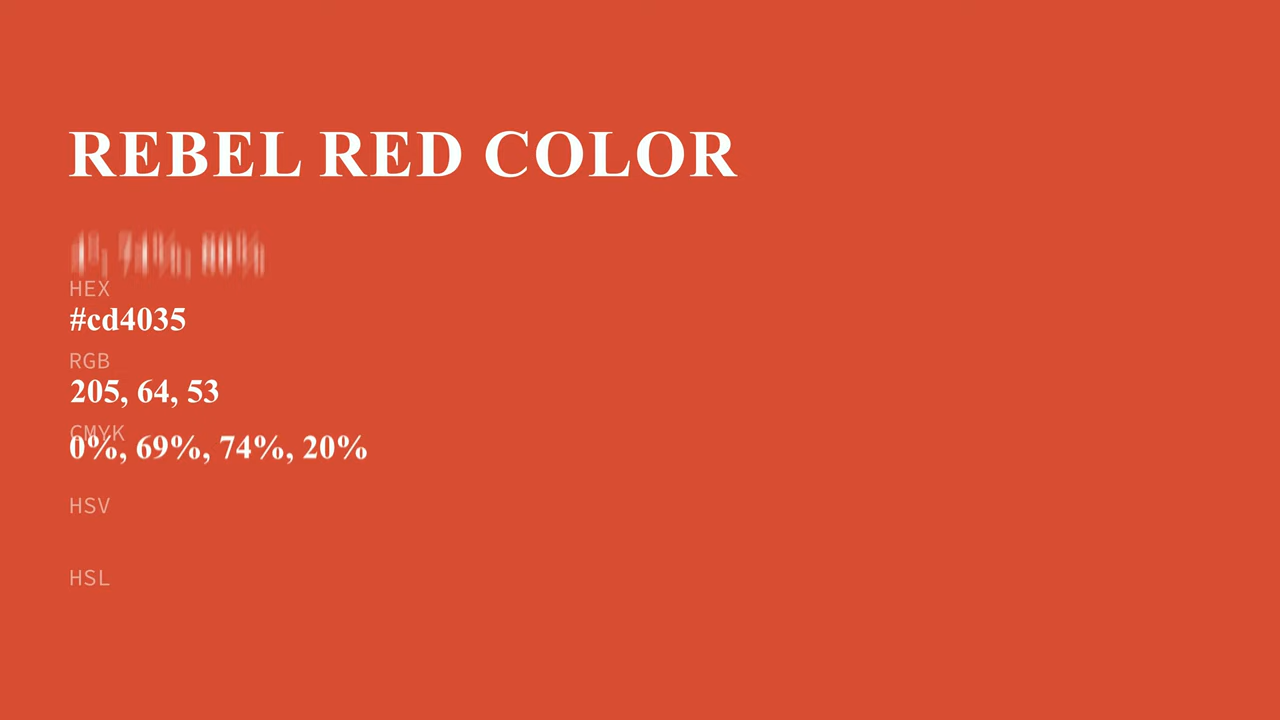 REBEL RED COLOR
HEX
#cd4035
RGB
205, 64, 53
CMYK
0%, 69%, 74%, 20%
HSV
HSL